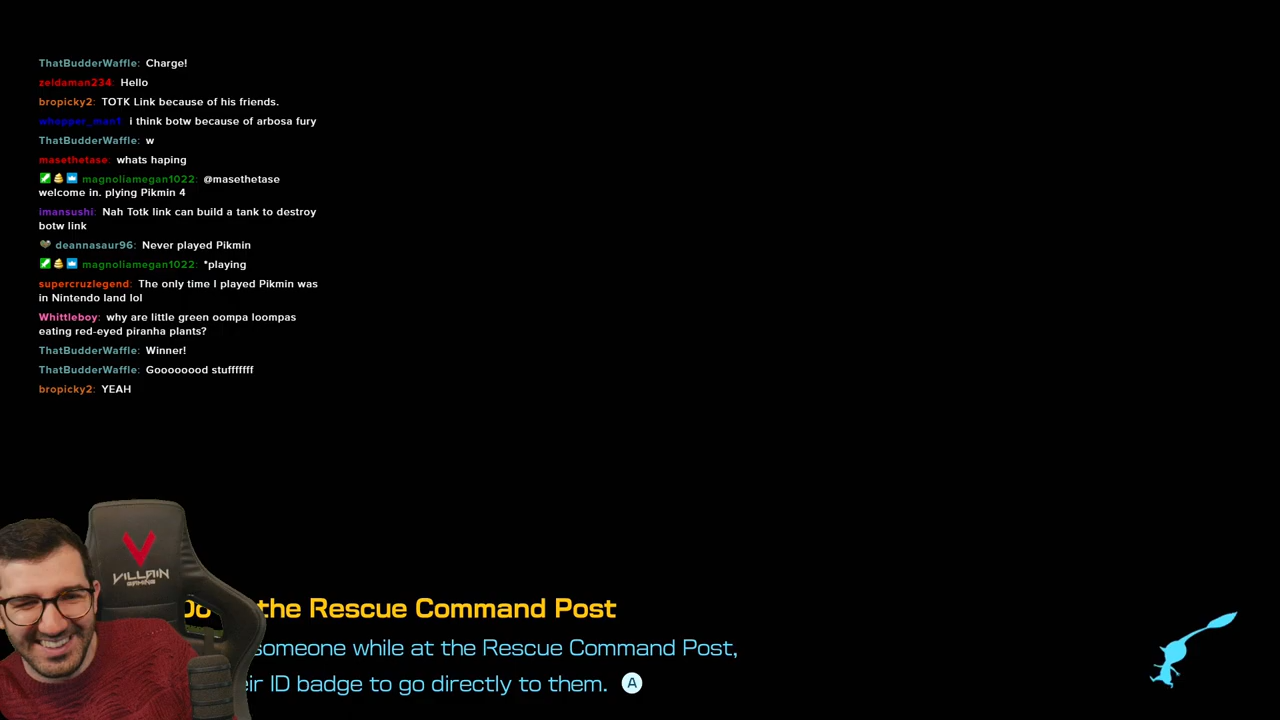 ThatBudderWaffle: Charge!
zeldaman234: Hello
bropicky2: TOTK Link because of his friends.
whopper_man1: i think botw because of arbosa fury
ThatBudderWaffle: w
masethetase: whats haping
magnoliamegan1022: @masethetase
welcome in. plying Pikmin 4
imansushi: Nah Totk link can build a tank to destroy
botw link
deannasaur96: Never played Pikmin
magnoliamegan1022: *playing
supercruzlegend: The only time I played Pikmin was
in Nintendo land lol
Whittleboy: why are little green oompa loompas
eating red-eyed piranha plants?
ThatBudderWaffle: Winner!
ThatBudderWaffle: Goooooood stufffffff
bropicky2: YEAH
VILLAIN
GAMING
the Rescue Command Post
someone while at the Rescue Command Post,
ID badge to go directly to them. A